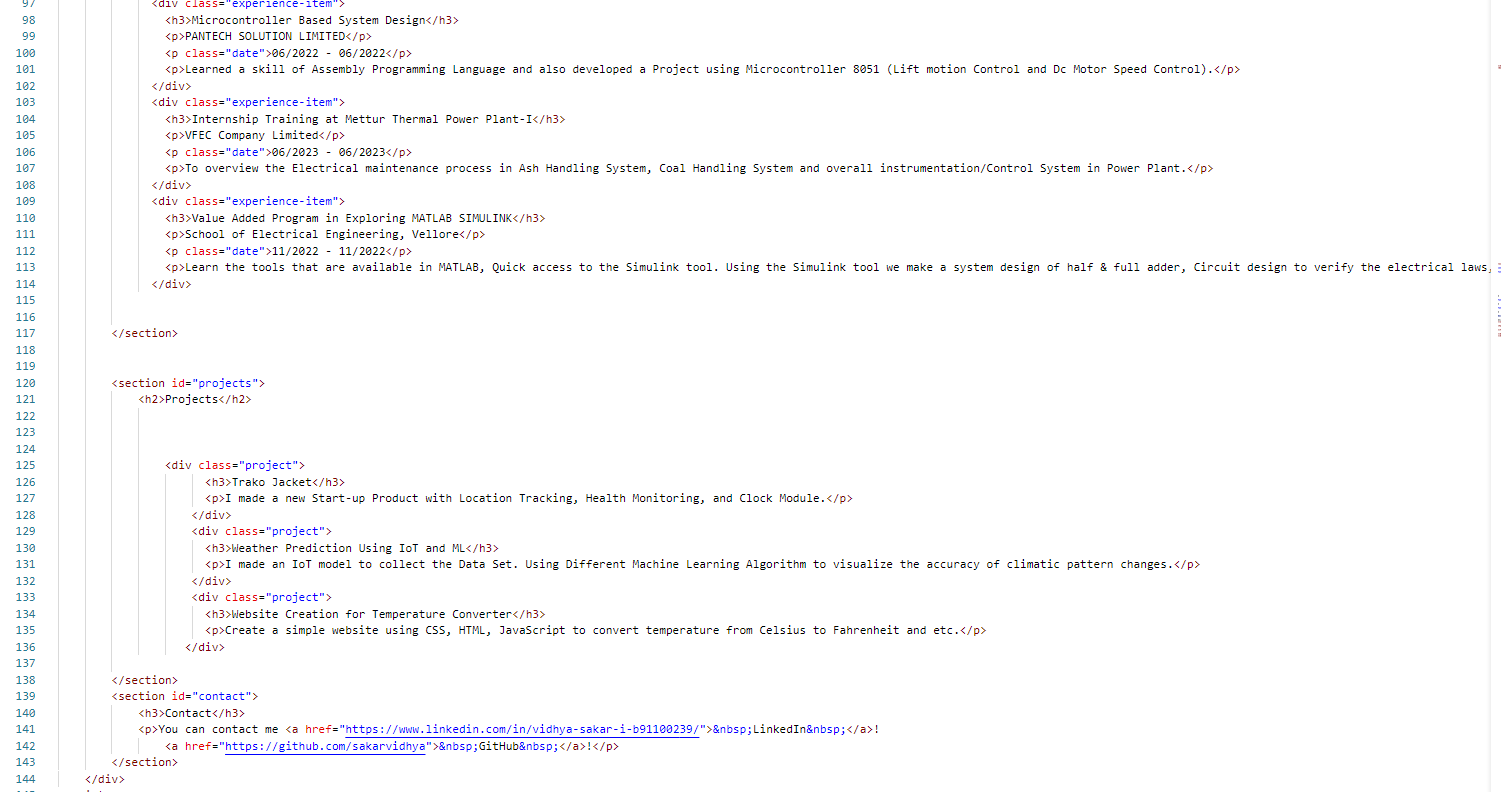 97 <div class="experience-item">
98 <h3>Microcontroller Based System Design</h3>
99 <p>PANTECH SOLUTION LIMITED</p>
100 <p class="date">06/2022 - 06/2022</p>
101 <p>Learned a skill of Assembly Programming Language and also developed a Project using Microcontroller 8051 (Lift motion Control and Dc Motor Speed Control).</p>
102 </div>
103 <div class="experience-item">
104 <h3>Internship Training at Mettur Thermal Power Plant-I</h3>
105 <p>VFEC Company Limited</p>
106 <p class="date">06/2023 - 06/2023</p>
107 <p>To overview the Electrical maintenance process in Ash Handling System, Coal Handling System and overall instrumentation/Control System in Power Plant.</p>
108 </div>
109 <div class="experience-item">
110 <h3>Value Added Program in Exploring MATLAB SIMULINK</h3>
111 <p>School of Electrical Engineering, Vellore</p>
112 <p class="date">11/2022 - 11/2022</p>
113 <p>Learn the tools that are available in MATLAB, Quick access to the Simulink tool. Using the Simulink tool we make a system design of half & full adder, Circuit design to verify the electrical laws,
114 </div>
115
116
117 </section>
118
119
120 <section id="projects">
121 <h2>Projects</h2>
122
123
124
125 <div class="project">
126 <h3>Trako Jacket</h3>
127 <p>I made a new Start-up Product with Location Tracking, Health Monitoring, and Clock Module.</p>
128 </div>
129 <div class="project">
130 <h3>Weather Prediction Using IoT and ML</h3>
131 <p>I made an IoT model to collect the Data Set. Using Different Machine Learning Algorithm to visualize the accuracy of climatic pattern changes.</p>
132 </div>
133 <div class="project">
134 <h3>Website Creation for Temperature Converter</h3>
135 <p>Create a simple website using CSS, HTML, JavaScript to convert temperature from Celsius to Fahrenheit and etc.</p>
136 </div>
137
138 </section>
139 <section id="contact">
140 <h3>Contact</h3>
141 <p>You can contact me <a href="https://www.linkedin.com/in/vidhya-sakar-i-b91100239/">&nbsp;LinkedIn&nbsp;</a>!
142 <a href="https://github.com/sakarvidhya">&nbsp;GitHub&nbsp;</a>!</p>
143 </section>
144 </div>